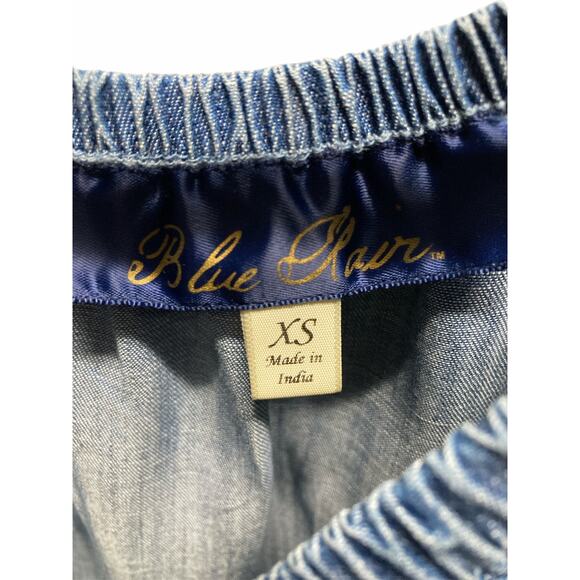 Blue Rain™
XS
Made in
India